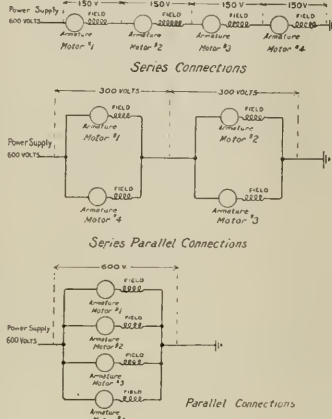 150V 150V 150V 150V
Power Supply FIELD FIELD FIELD FIELD
600 VOLTS
Armature Armature Armature Armature
Motor #1 Motor #2 Motor #3 Motor #4
Series Connections
300 VOLTS 300 VOLTS
FIELD FIELD
Armature Armature
Power Supply Motor #1 Motor #2
600 VOLTS
FIELD FIELD
Armature Armature
Motor #4 Motor #3
Series Parallel Connections
600 V.
FIELD
Armature
Motor #1
FIELD
Power Supply Armature
600 VOLTS Motor #2
FIELD
Armature
Motor #3
FIELD
Armature
Parallel Connections